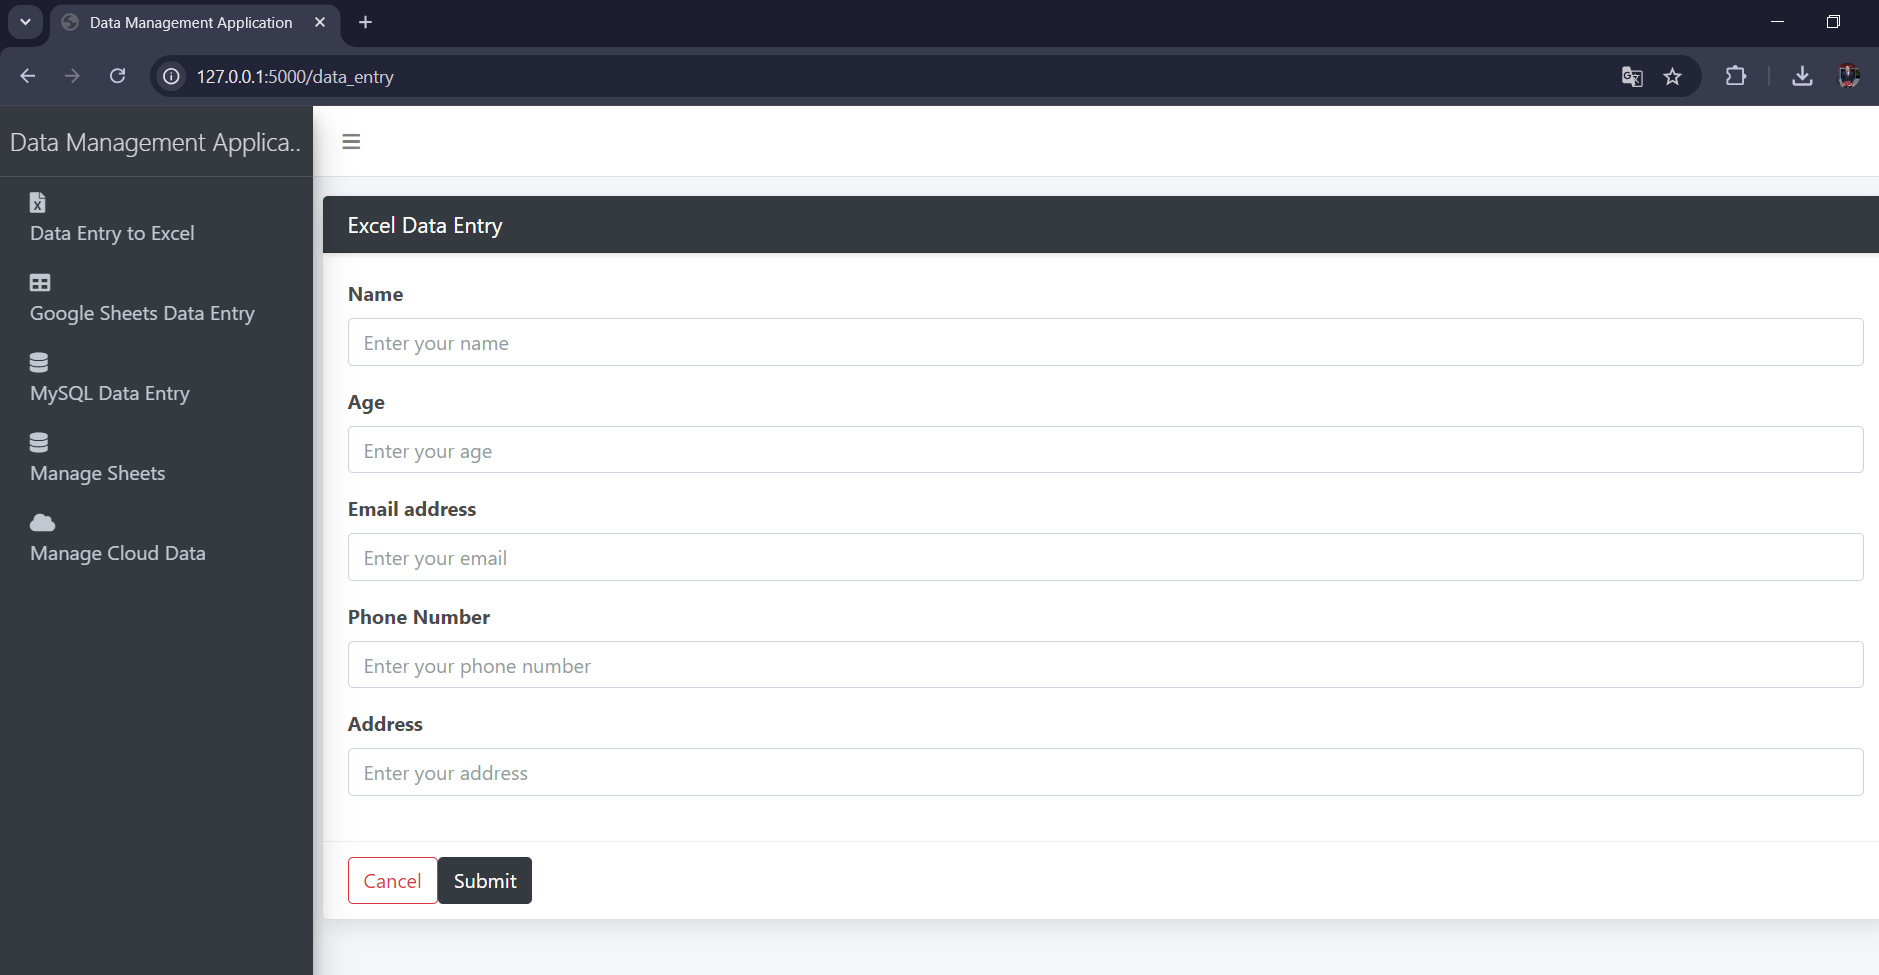 Data Management Application
127.0.0.1:5000/data_entry
Data Management Applica..
Data Entry to Excel
Google Sheets Data Entry
MySQL Data Entry
Manage Sheets
Manage Cloud Data
Excel Data Entry
Name
Enter your name
Age
Enter your age
Email address
Enter your email
Phone Number
Enter your phone number
Address
Enter your address
Cancel Submit